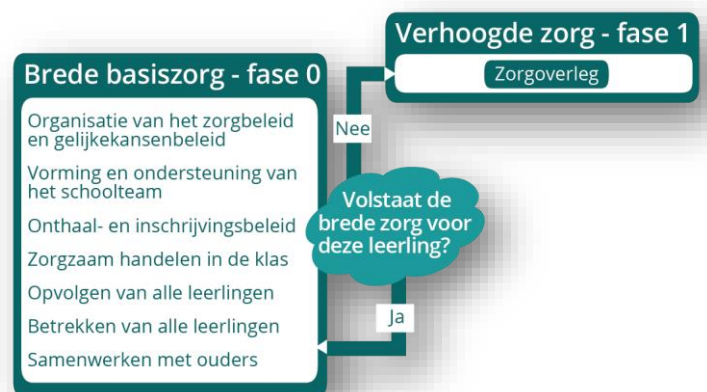 Verhoogde zorg - fase 1
Zorgoverleg
Brede basiszorg - fase 0
Organisatie van het zorgbeleid
en gelijkekansenbeleid
Vorming en ondersteuning van
het schoolteam
Onthaal- en inschrijvingsbeleid
Zorgzaam handelen in de klas
Opvolgen van alle leerlingen
Betrekken van alle leerlingen
Samenwerken met ouders
Nee
Volstaat de
brede zorg voor
deze leerling?
Ja